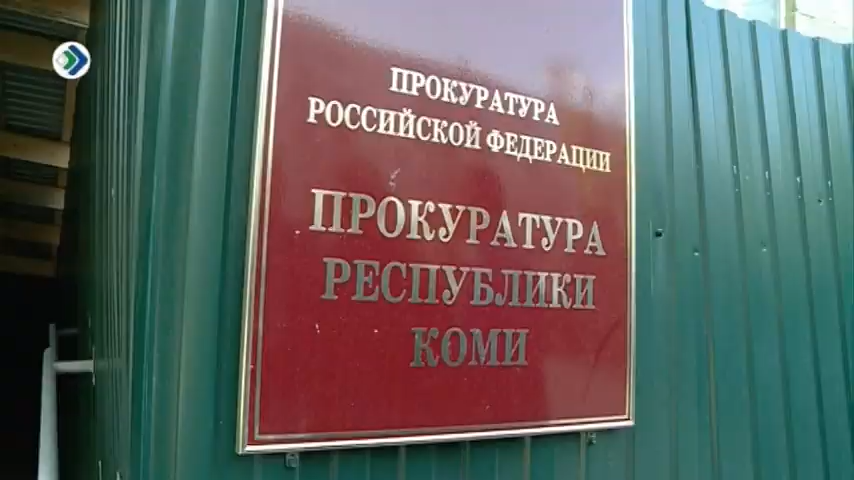 ПРОКУРАТУРА
РОССИЙСКОЙ ФЕДЕРАЦИИ
ПРОКУРАТУРА
РЕСПУБЛИКИ
КОМИ